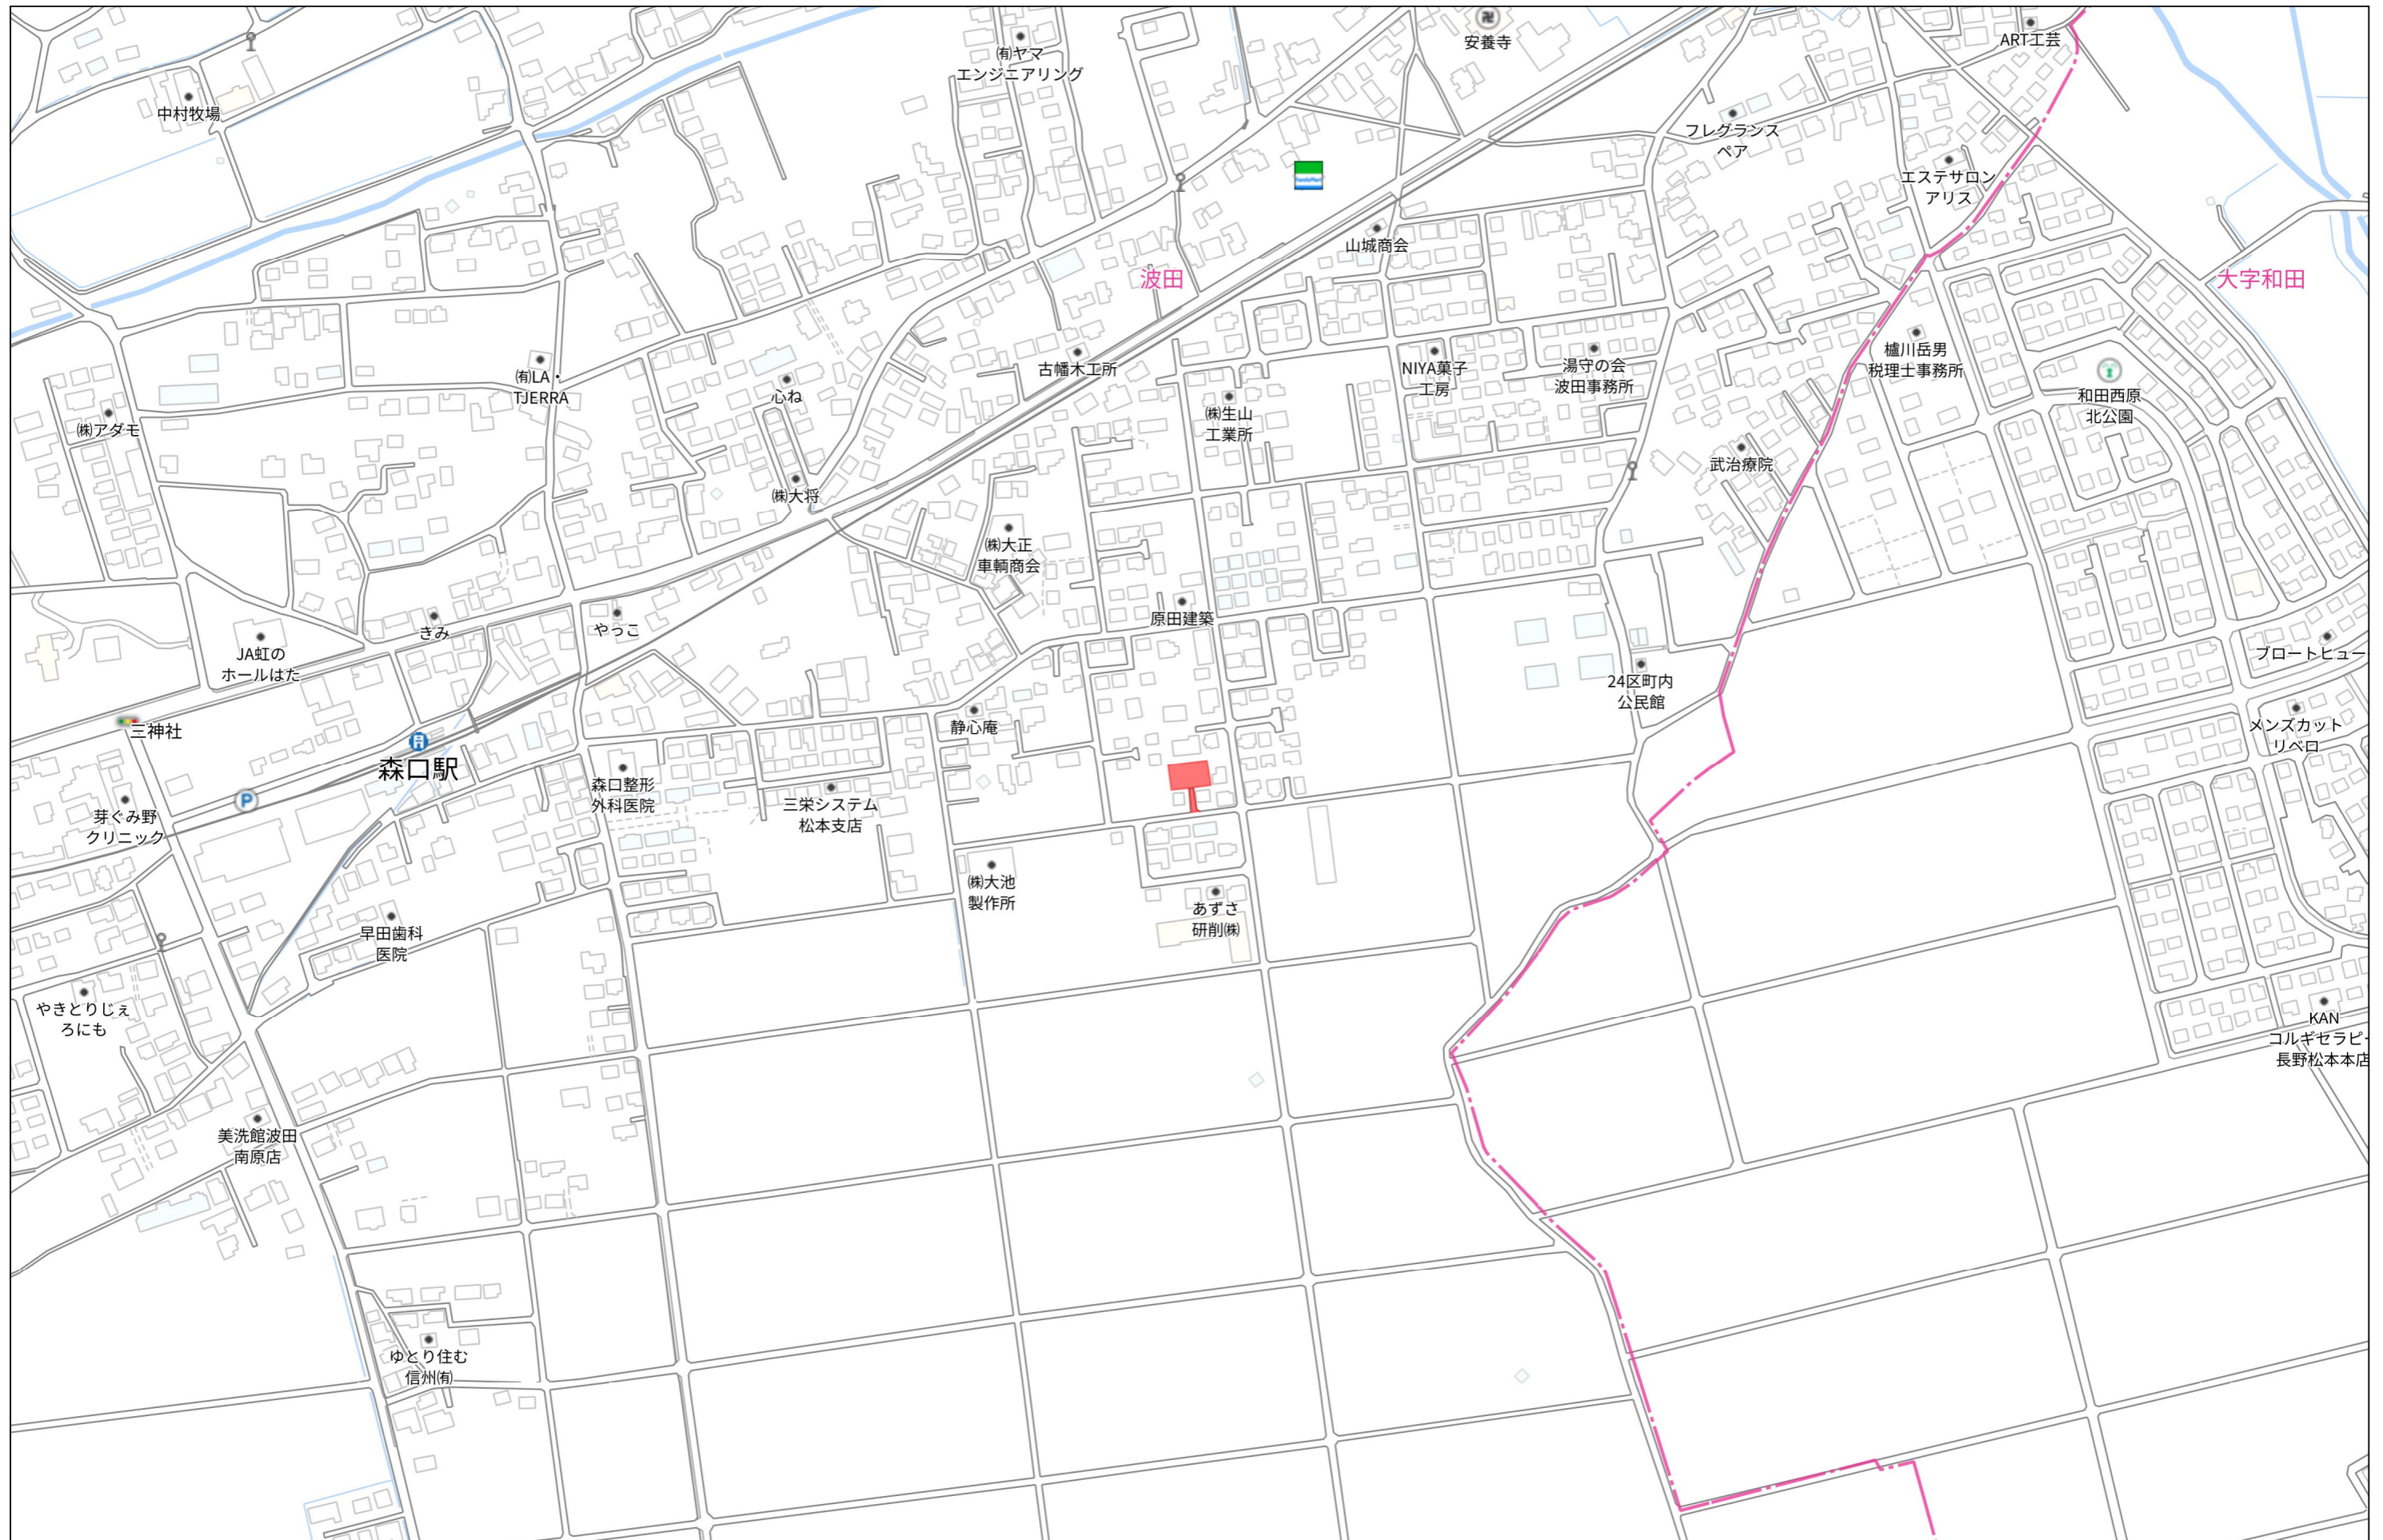 安養寺
ART工芸
㈲ヤマ
エンジニアリング
中村牧場
フレグランス
ペア
エステサロン
アリス
FamilyMart
山城商会
波田
大字和田
古幡木工所
㈲LA・
TJERRA
心ね
NIYA菓子
工房
湯守の会
波田事務所
櫨川岳男
税理士事務所
和田西原
北公園
㈱アダモ
㈱生山
工業所
武治療院
㈱大将
㈱大正
車輌商会
原田建築
きみ
やっこ
JA虹の
ホールはた
24区町内
公民館
ブロートヒュー
三神社
静心庵
メンズカット
リベロ
森口駅
P
森口整形
外科医院
三栄システム
松本支店
芽ぐみ野
クリニック
㈱大池
製作所
あずさ
研削㈱
早田歯科
医院
やきとりじぇ
ろにも
KAN
コルギセラピー
長野松本本店
美洗館波田
南原店
ゆとり住む
信州㈲